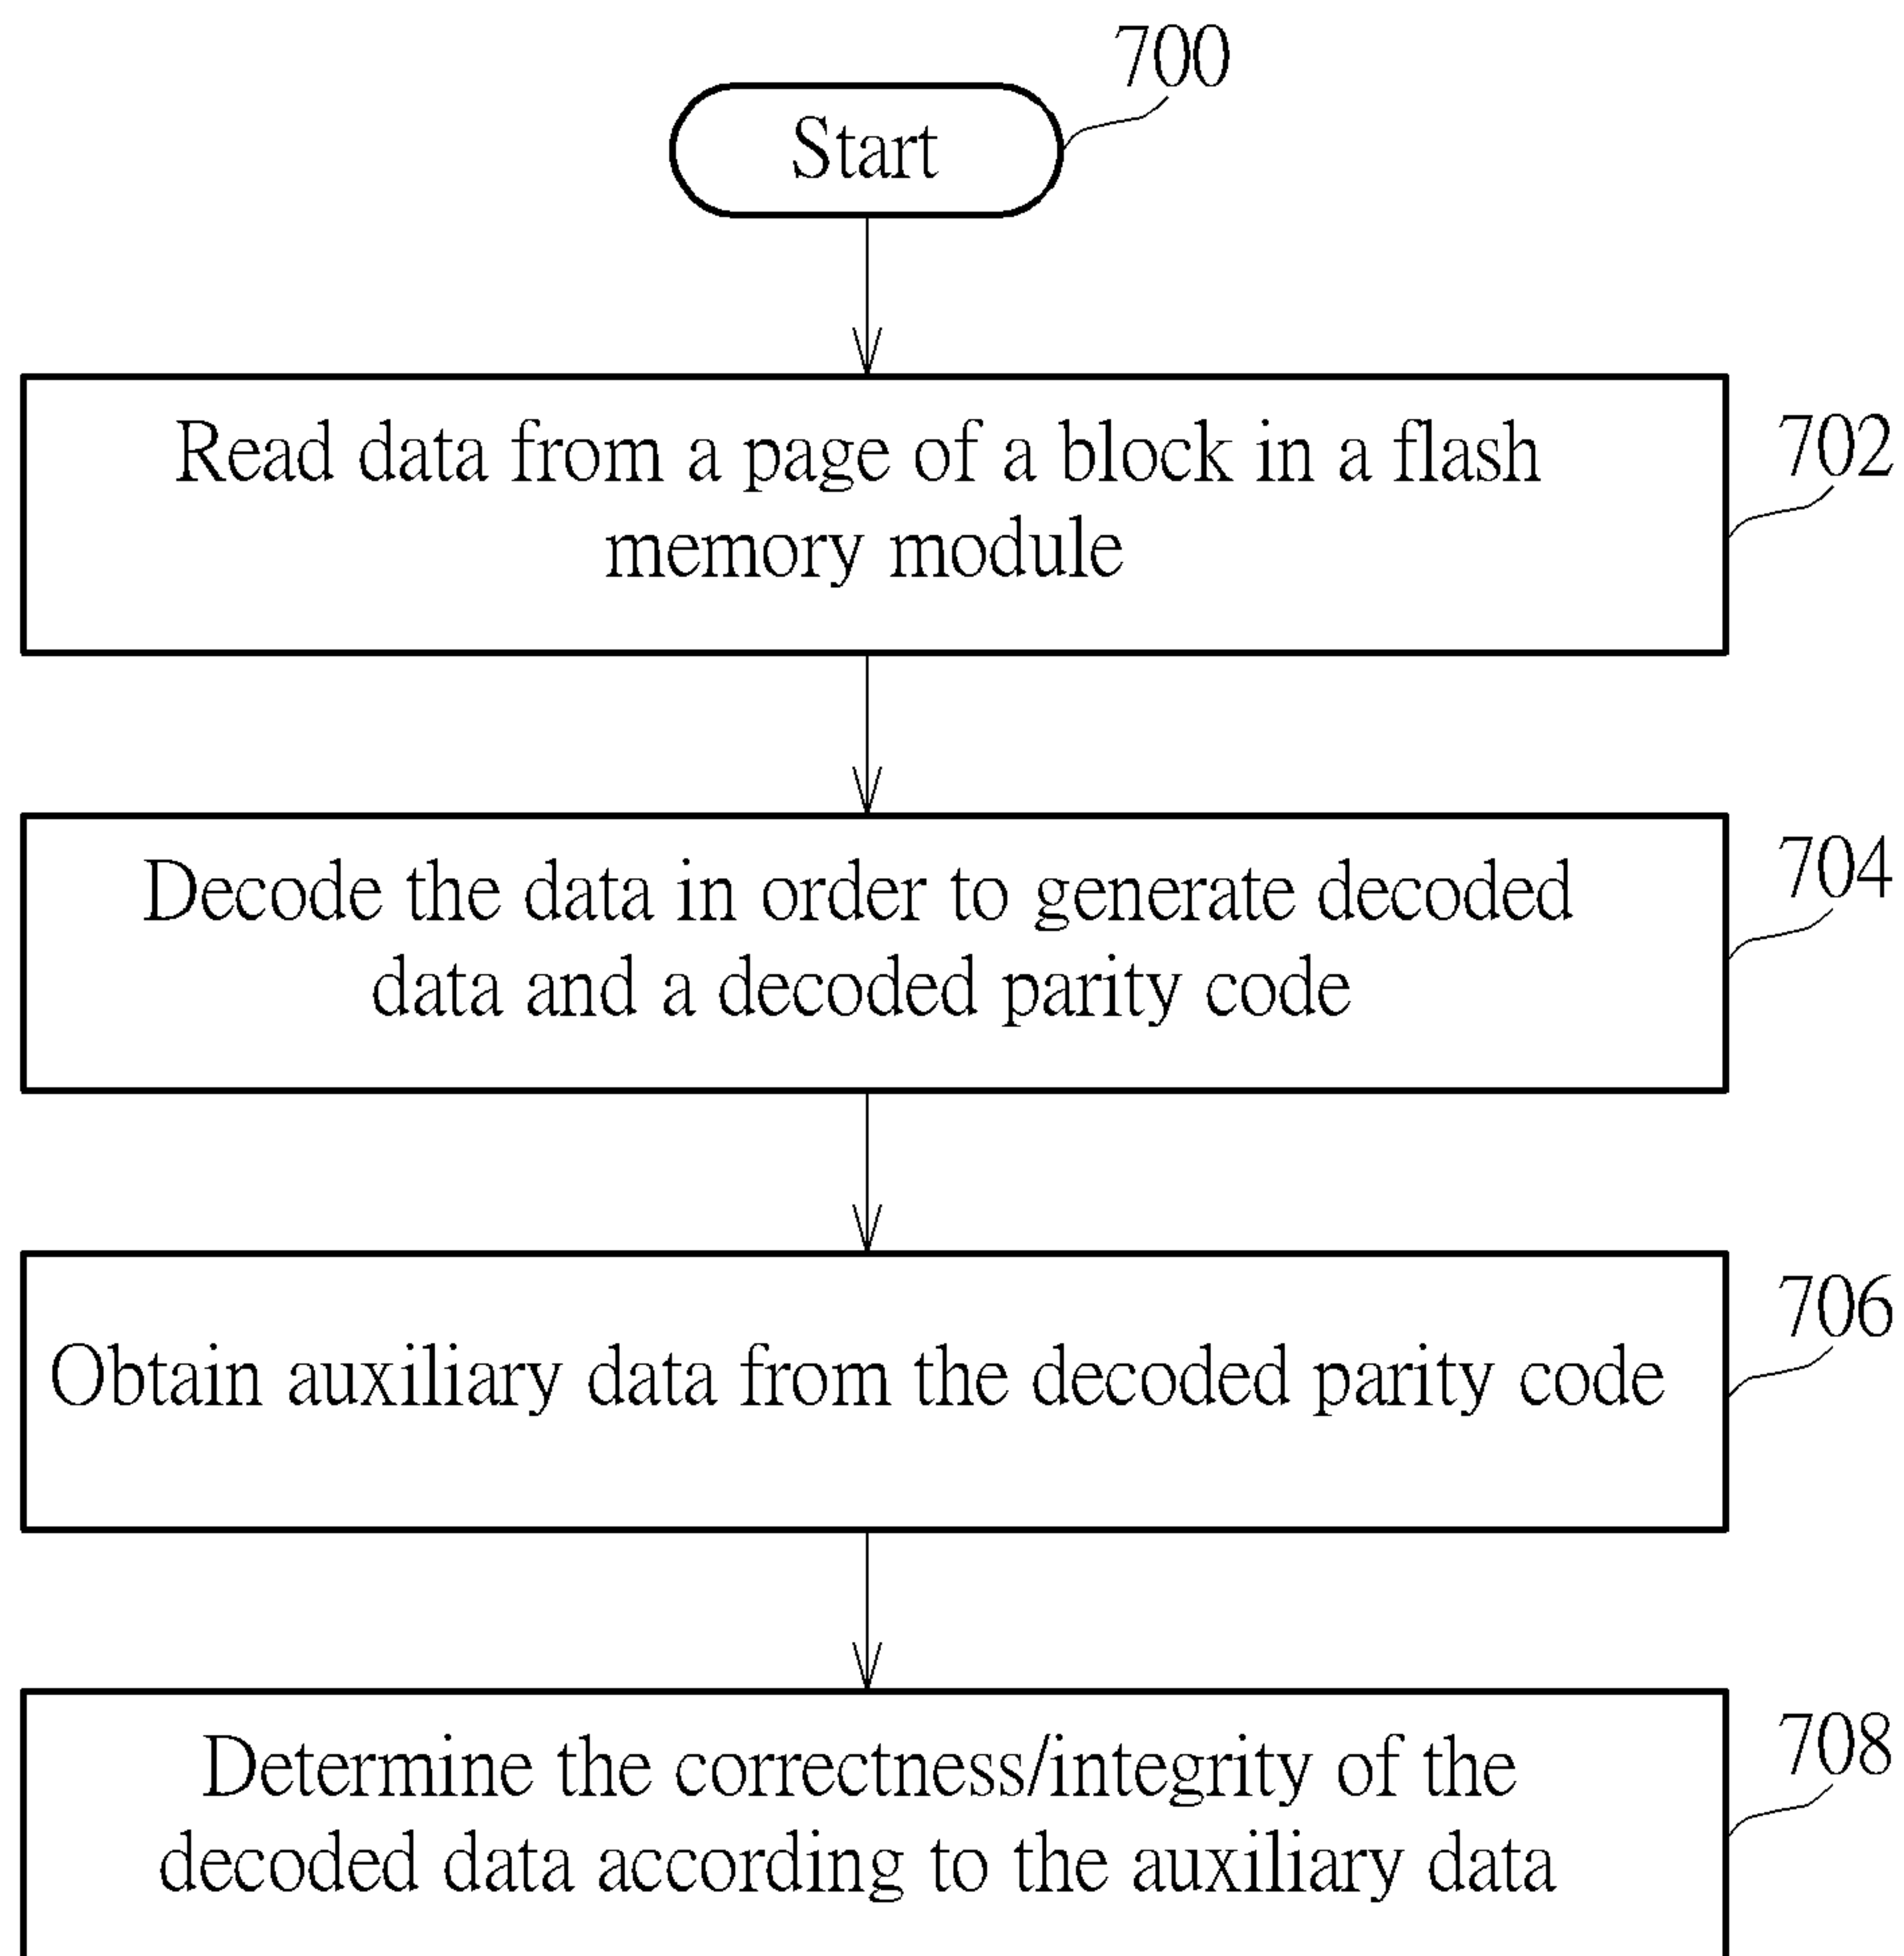 700
Start
702
Read data from a page of a block in a flash
memory module
704
Decode the data in order to generate decoded
data and a decoded parity code
706
Obtain auxiliary data from the decoded parity code
708
Determine the correctness/integrity of the
decoded data according to the auxiliary data